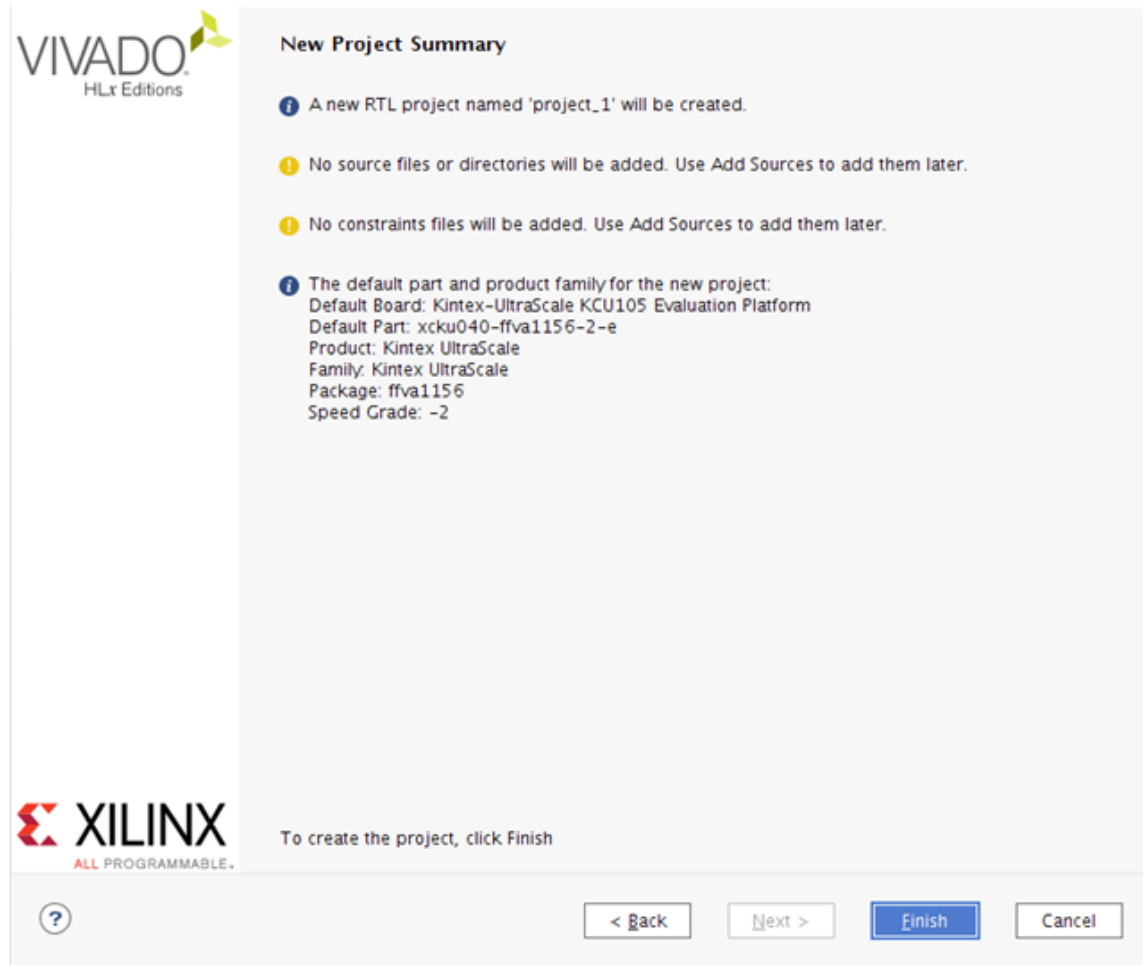 VIVADO.
HLx Editions
New Project Summary
A new RTL project named 'project_1' will be created.
No source files or directories will be added. Use Add Sources to add them later.
No constraints files will be added. Use Add Sources to add them later.
The default part and product family for the new project:
Default Board: Kintex-UltraScale KCU105 Evaluation Platform
Default Part: xcku040-ffva1156-2-e
Product: Kintex UltraScale
Family: Kintex UltraScale
Package: ffva1156
Speed Grade: -2
XILINX
ALL PROGRAMMABLE™
To create the project, click Finish
?
< Back
Next >
Finish
Cancel